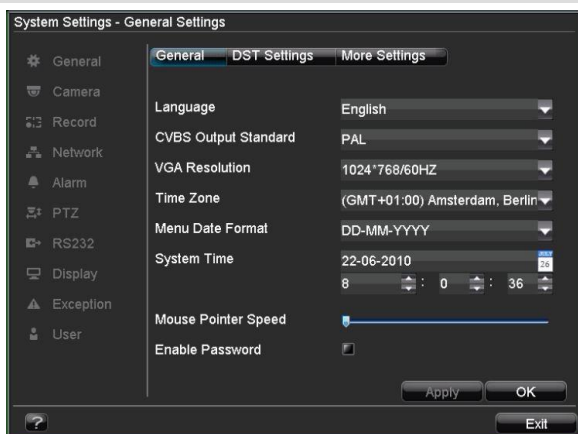 System Settings - General Settings
General
Camera
Record
Network
Alarm
PTZ
RS232
Display
Exception
User
General DST Settings More Settings
Language English
CVBS Output Standard PAL
VGA Resolution 1024*768/60HZ
Time Zone (GMT+01:00) Amsterdam, Berlin
Menu Date Format DD-MM-YYYY
System Time 22-06-2010
26
8 : 0 : 36
Mouse Pointer Speed
Enable Password
Apply OK
? Exit